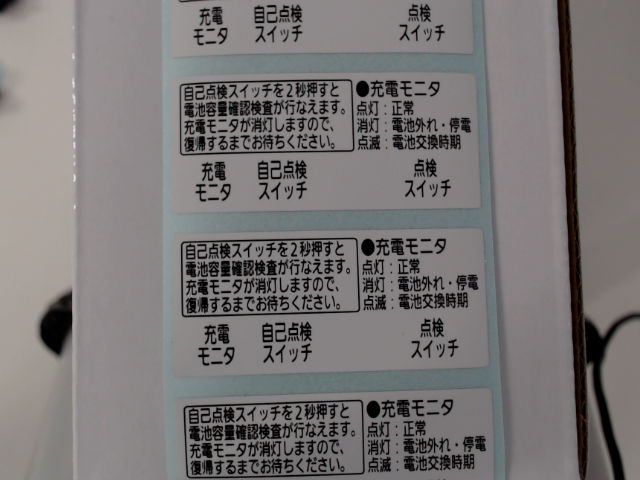 充電 自己点検 点検
モニタ スイッチ スイッチ
自己点検スイッチを2秒押すと
電池容量確認検査が行なえます。
充電モニタが消灯しますので、
復帰するまでお待ちください。
●充電モニタ
点灯：正常
消灯：電池外れ・停電
点滅：電池交換時期
充電 自己点検 点検
モニタ スイッチ スイッチ
自己点検スイッチを2秒押すと
電池容量確認検査が行なえます。
充電モニタが消灯しますので、
復帰するまでお待ちください。
●充電モニタ
点灯：正常
消灯：電池外れ・停電
点滅：電池交換時期
充電 自己点検 点検
モニタ スイッチ スイッチ
自己点検スイッチを2秒押すと
電池容量確認検査が行なえます。
充電モニタが消灯しますので、
復帰するまでお待ちください。
●充電モニタ
点灯：正常
消灯：電池外れ・停電
点滅：電池交換時期